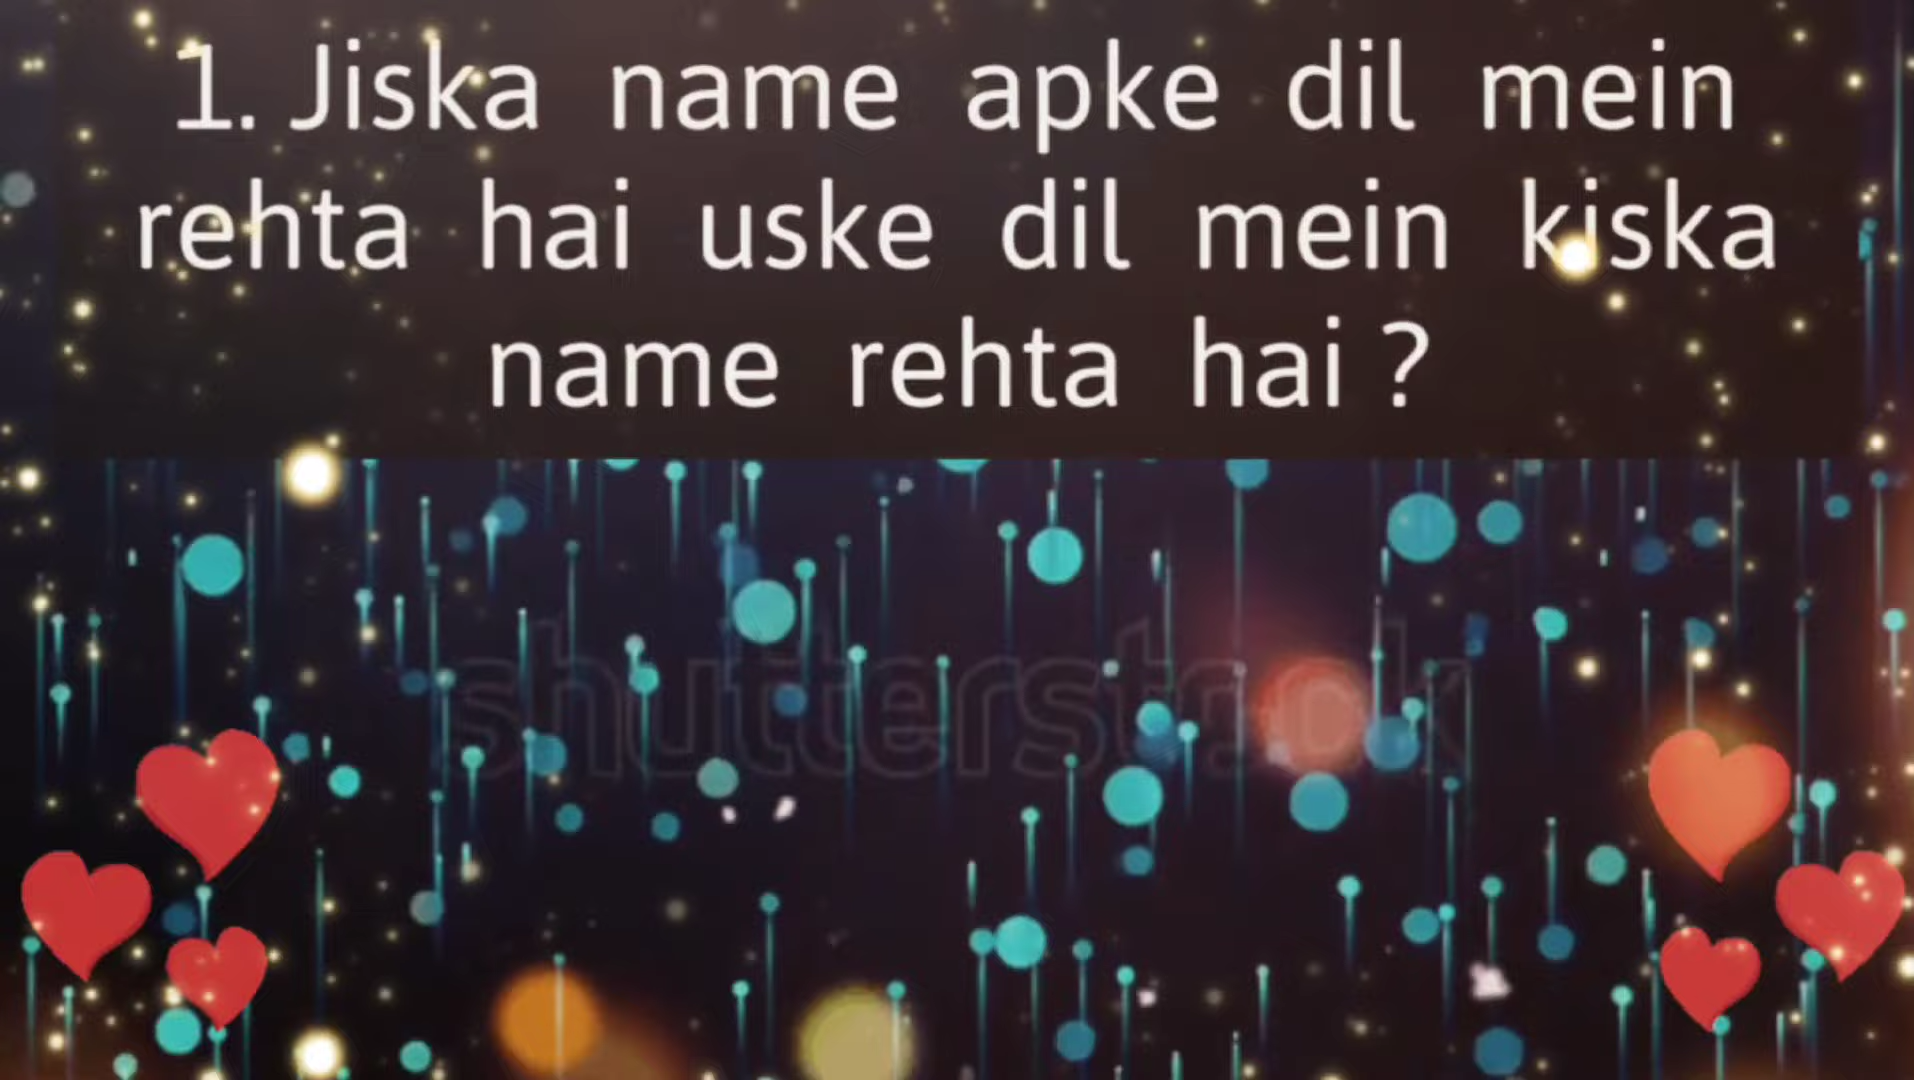 1. Jiska name apke dil mein
rehta hai uske dil mein kiska
name rehta hai ?
shutterstock